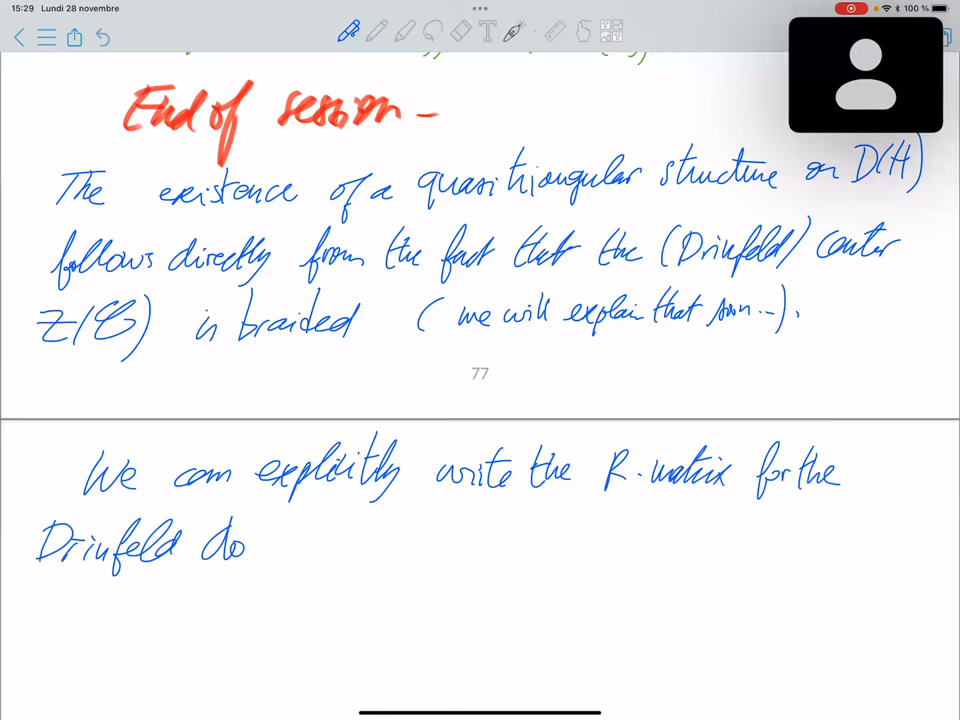 15:29 Lundi 28 novembre
100 %
End of session -
The existence of a quasitriangular structure on D(H)
follows directly from the fact that the (Drinfeld) center
Z(𝒞) is braided (we will explain that soon...).
77
We can explicitly write the R-matrix for the
Drinfeld do